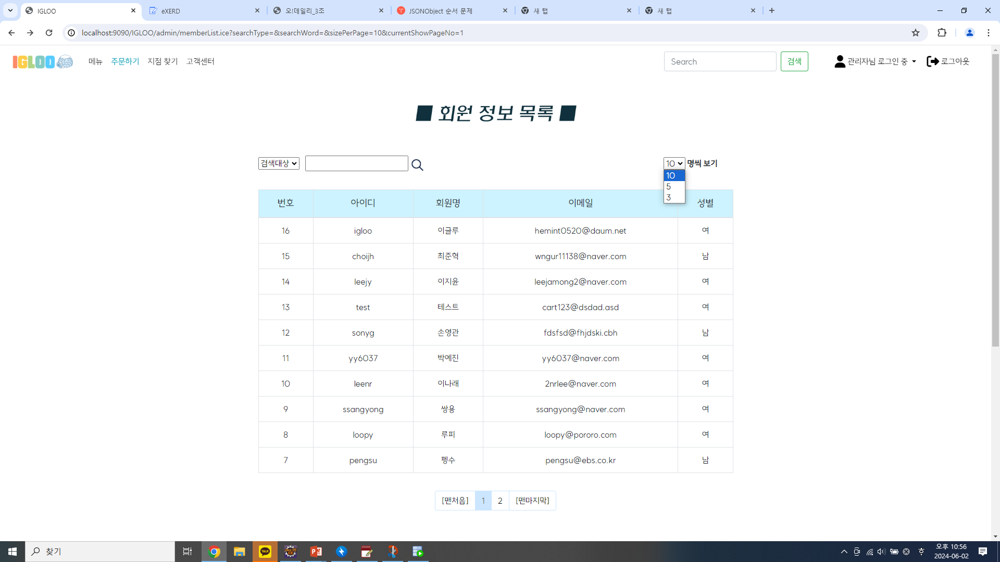 IGLOO
eXERD
오!데일리_3조
JSONObject 순서 문제
새 탭
새 탭
localhost:9090/IGLOO/admin/memberList.ice?searchType=&searchWord=&sizePerPage=10&currentShowPageNo=1
IGLOO 메뉴 주문하기 지점 찾기 고객센터 Search 검색 관리자님 로그인 중 로그아웃
■ 회원 정보 목록 ■
검색대상 10 명씩 보기
10
5
3
번호 아이디 회원명 이메일 성별
16 igloo 이글루 hemint0520@daum.net 여
15 choijh 최준혁 wngur11138@naver.com 남
14 leejy 이지윤 leejamong2@naver.com 여
13 test 테스트 cart123@dsdad.asd 여
12 sonyg 손영관 fdsfsd@fhjdski.cbh 남
11 yy6037 박예진 yy6037@naver.com 여
10 leenr 이나래 2nrlee@naver.com 여
9 ssangyong 쌍용 ssangyong@naver.com 여
8 loopy 루피 loopy@pororo.com 여
7 pengsu 펭수 pengsu@ebs.co.kr 남
[맨처음] 1 2 [맨마지막]
찾기
TALK
오후 10:56
2024-06-02